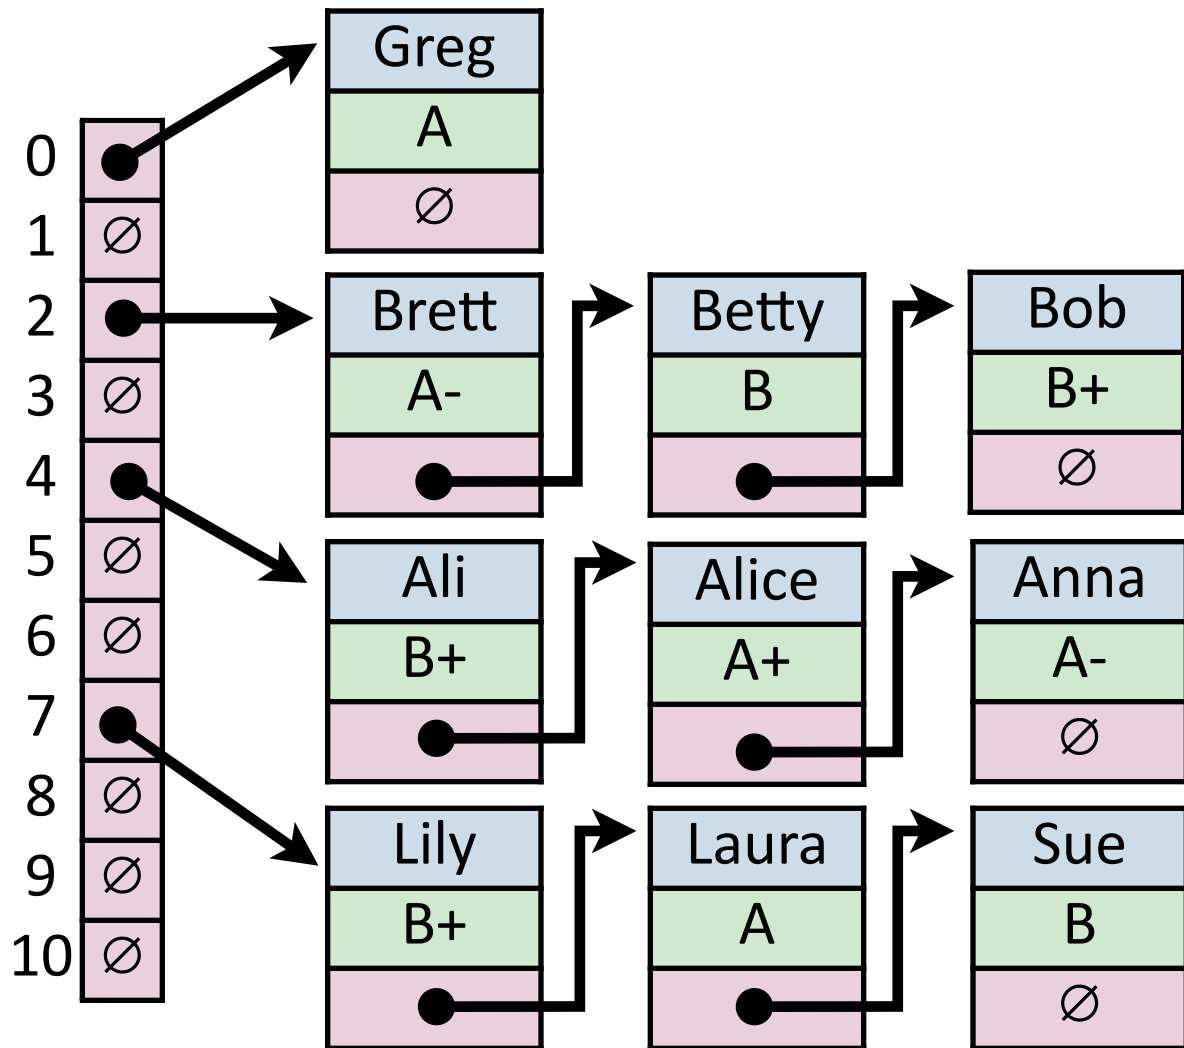 Greg
A
0 ∅
1 ∅
2 Brett Betty Bob
A- B B+
3 ∅
∅
4
5 ∅ Ali Alice Anna
6 ∅ B+ A+ A-
7 ∅
8 ∅ Lily Laura Sue
9 ∅ B+ A B
10 ∅ ∅